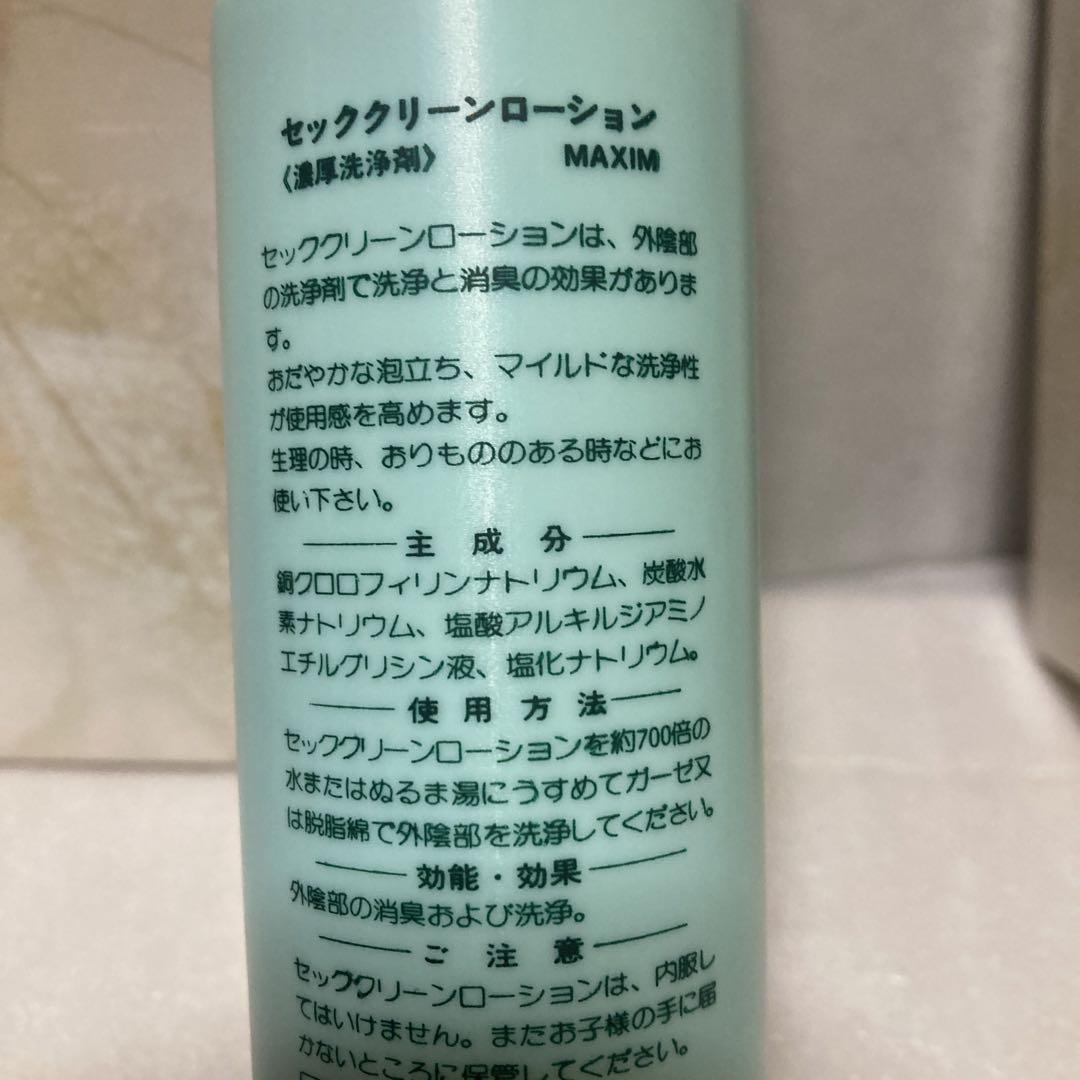 セッククリーンローション
〈濃厚洗浄剤〉 MAXIM
セッククリーンローションは、外陰部
の洗浄剤で洗浄と消臭の効果がありま
す。
おだやかな泡立ち、マイルドな洗浄性
が使用感を高めます。
生理の時、おりもののある時などにお
使い下さい。
主成分
銅クロロフィリンナトリウム、炭酸水
素ナトリウム、塩酸アルキルジアミノ
エチルグリシン液、塩化ナトリウム。
使用方法
セッククリーンローションを約700倍の
水またはぬるま湯にうすめてガーゼ又
は脱脂綿で外陰部を洗浄してください。
効能・効果
外陰部の消臭および洗浄。
ご注意
セッククリーンローションは、内服し
てはいけません。またお子様の手に届
かないところに保管してください。